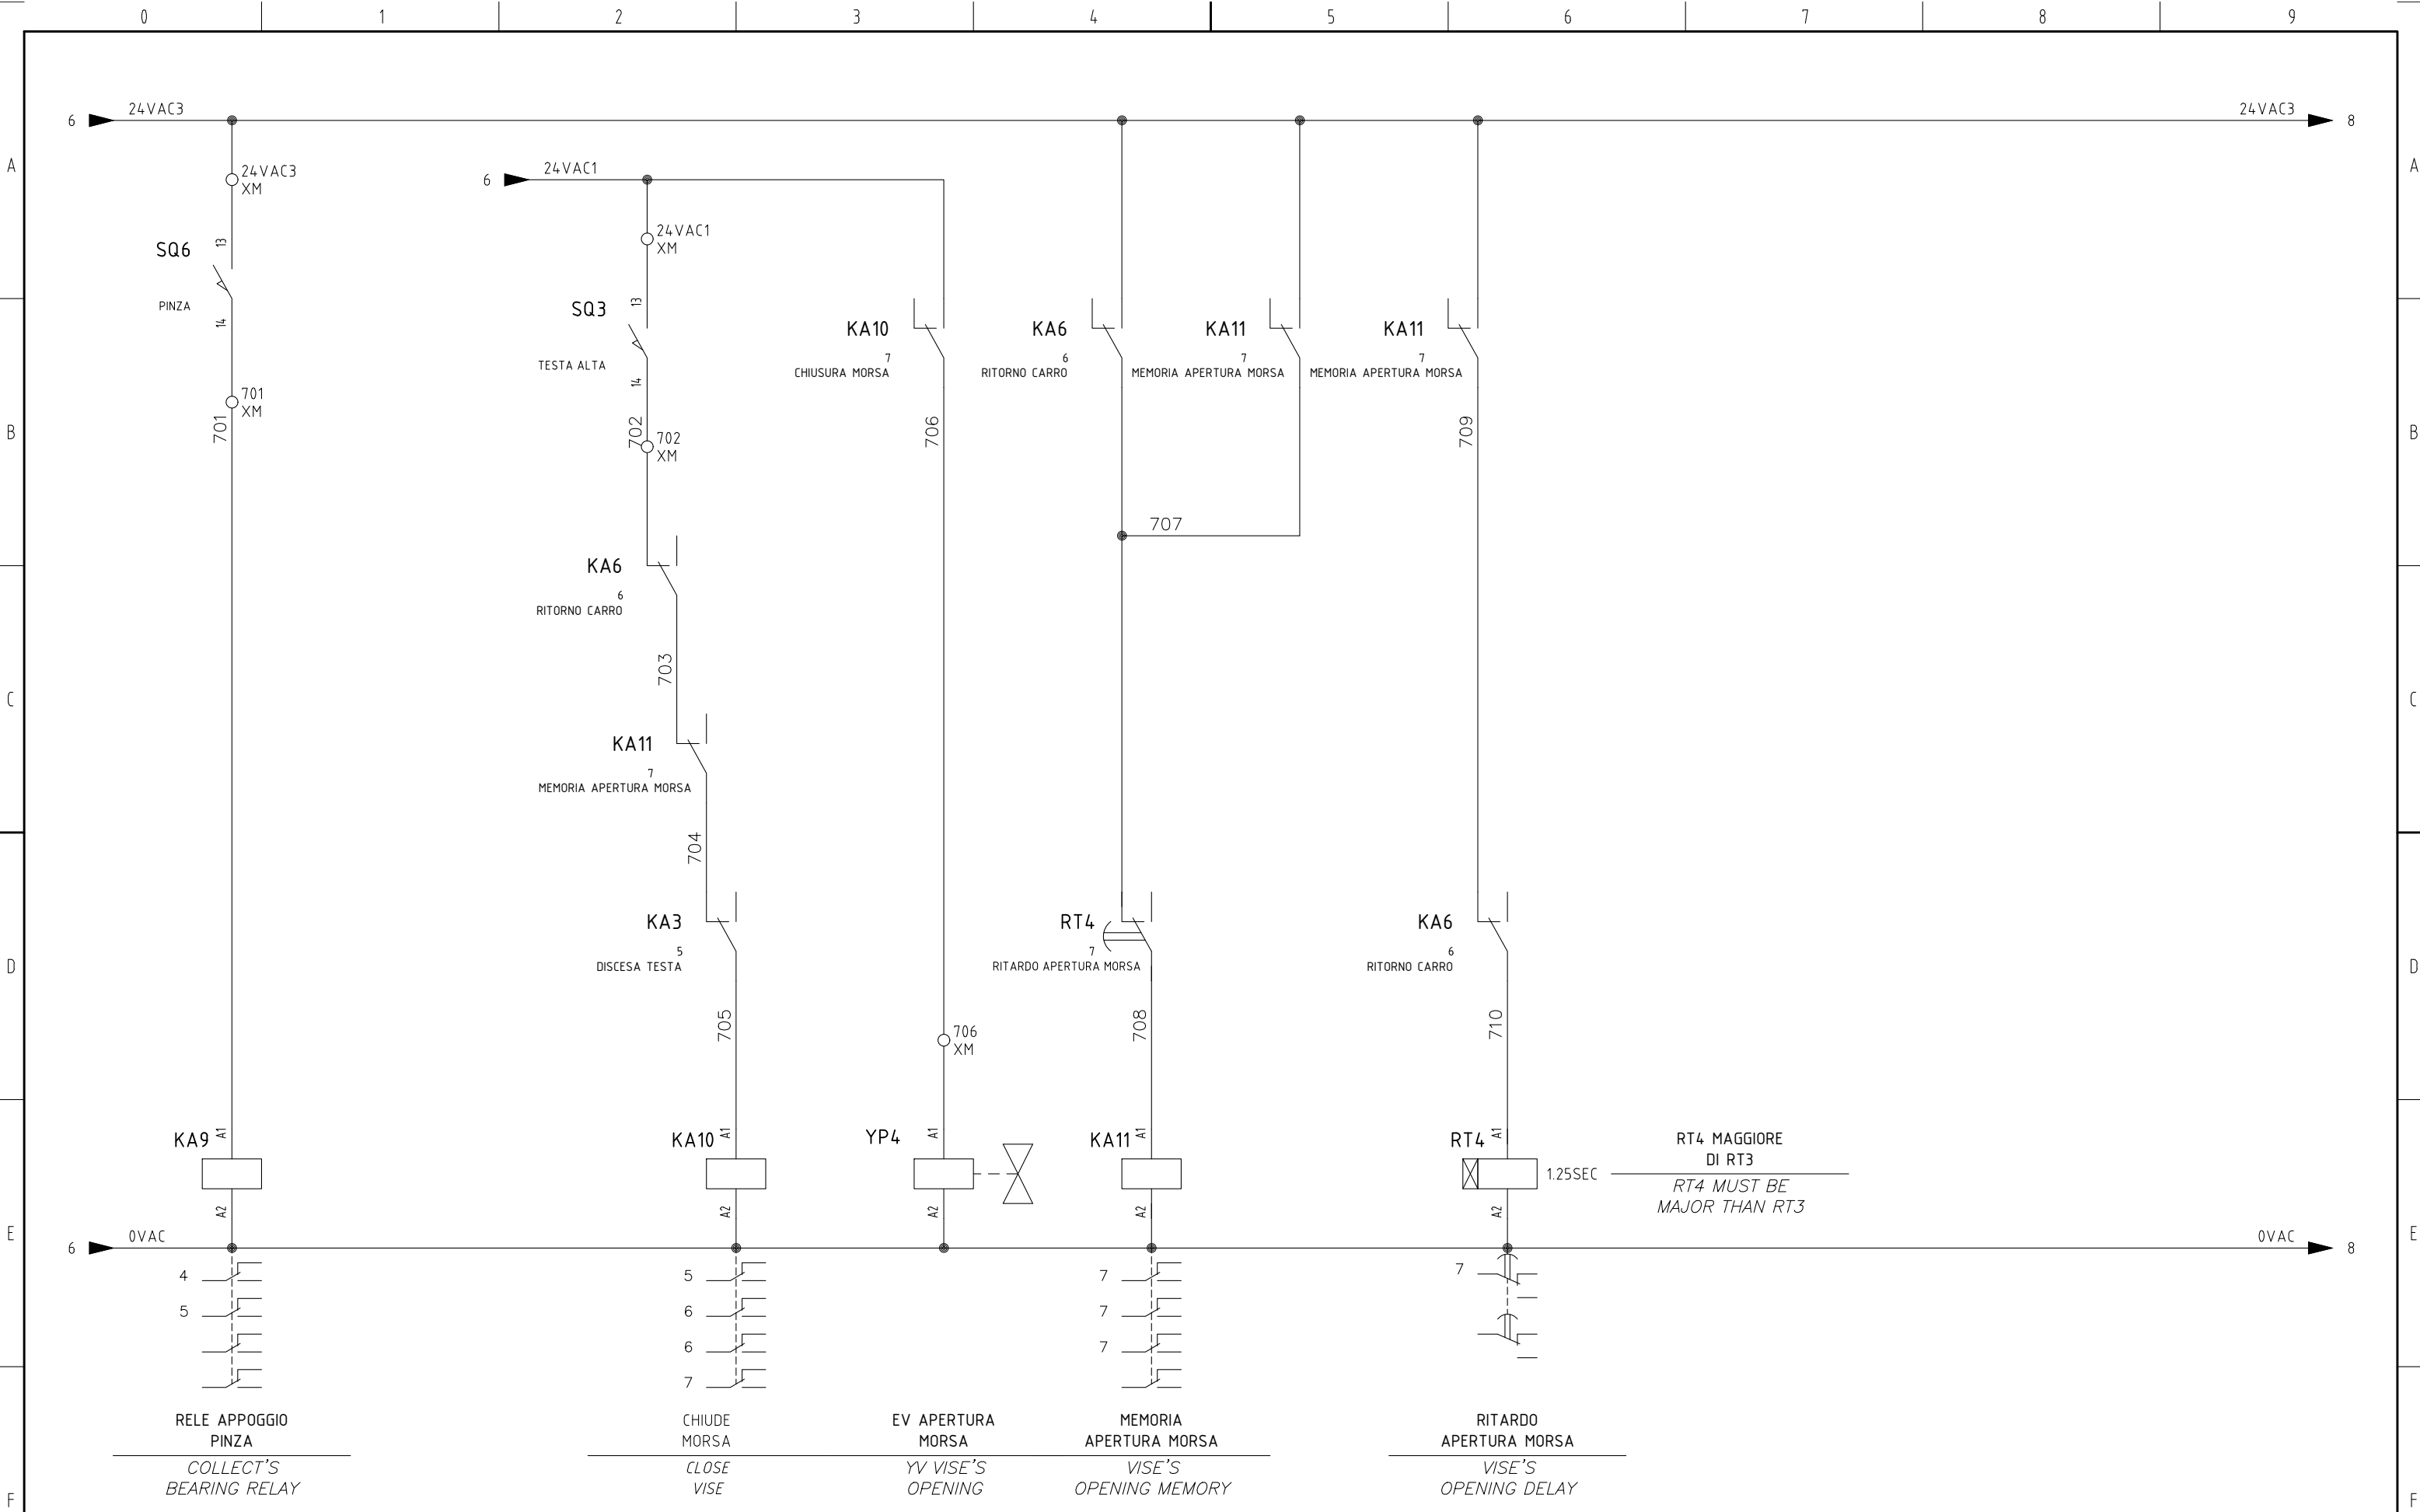 0 1 2 3 4 5 6 7 8 9
6 24VAC3 24VAC3 8
A A
24VAC3
XM
6 24VAC1
24VAC1
XM
SQ6 13
PINZA
14
SQ3 13
TESTA ALTA
14
KA10
7
CHIUSURA MORSA
KA6
6
RITORNO CARRO
KA11
7
MEMORIA APERTURA MORSA
KA11
7
MEMORIA APERTURA MORSA
B B
701
XM
701
702
702
XM
706
709
707
KA6
6
RITORNO CARRO
703
C C
KA11
7
MEMORIA APERTURA MORSA
704
KA3
5
DISCESA TESTA
RT4
7
RITARDO APERTURA MORSA
KA6
6
RITORNO CARRO
D D
705
706
XM
708
710
KA9 A1
A2
KA10 A1
A2
YP4 A1
A2
KA11 A1
A2
RT4 A1
1.25SEC
A2
RT4 MAGGIORE
DI RT3
RT4 MUST BE
MAJOR THAN RT3
E E
6 0VAC 0VAC 8
4
5
5
6
6
7
7
7
7
7
RELE APPOGGIO
PINZA
COLLECT'S
BEARING RELAY
CHIUDE
MORSA
CLOSE
VISE
EV APERTURA
MORSA
YV VISE'S
OPENING
MEMORIA
APERTURA MORSA
VISE'S
OPENING MEMORY
RITARDO
APERTURA MORSA
VISE'S
OPENING DELAY
F F